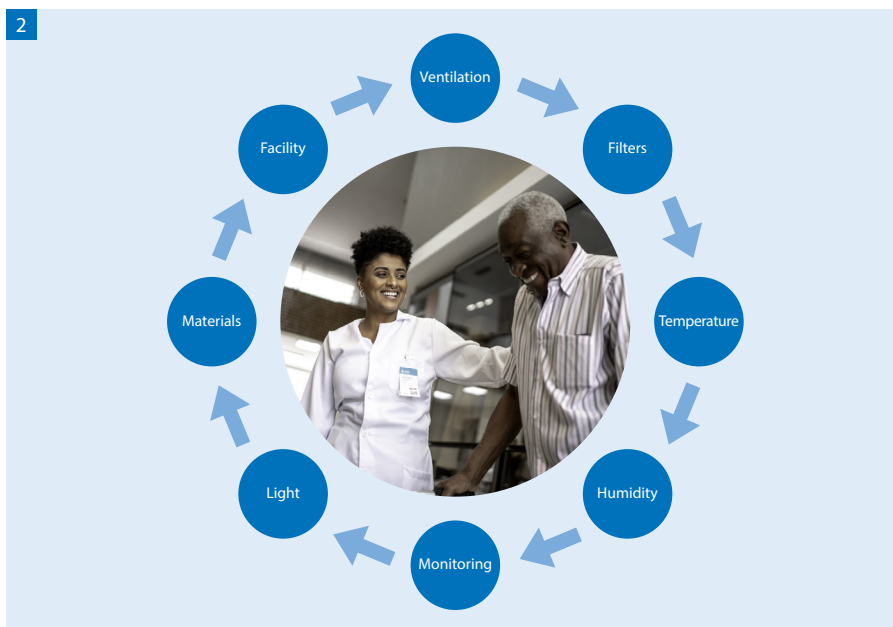 2
Ventilation
Filters
Temperature
Humidity
Monitoring
Light
Materials
Facility